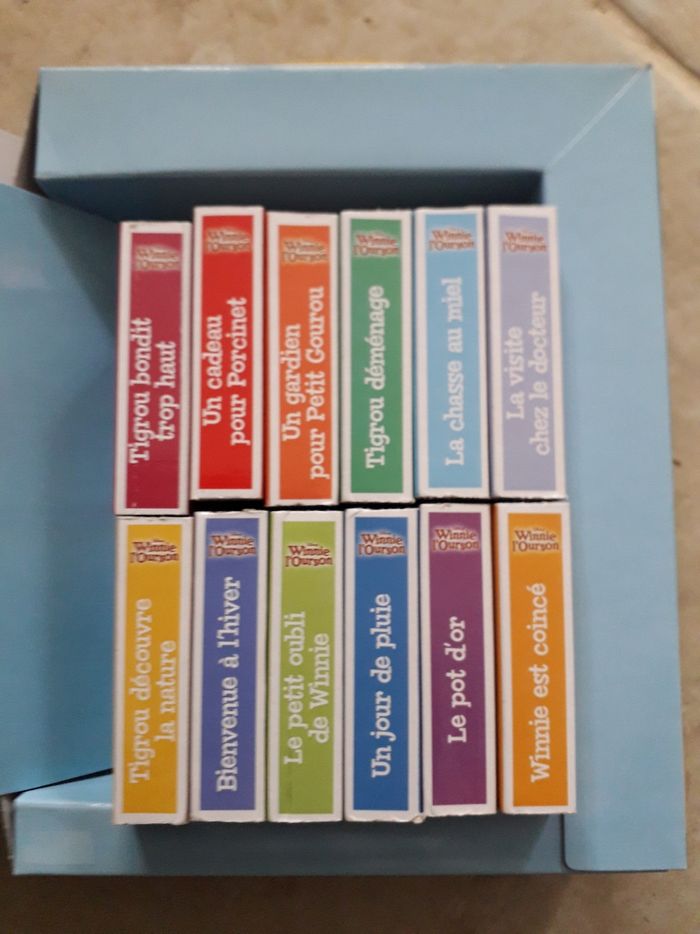 Winnie
l'Ourson
Tigrou bondit
trop haut
Winnie
l'Ourson
Un cadeau
pour Porcinet
Winnie
l'Ourson
Un gardien
pour Petit Gourou
Winnie
l'Ourson
Tigrou déménage
Winnie
l'Ourson
La chasse au miel
Winnie
l'Ourson
La visite
chez le docteur
Winnie
l'Ourson
Tigrou découvre
la nature
Winnie
l'Ourson
Bienvenue à l'hiver
Winnie
l'Ourson
Le petit oubli
de Winnie
Winnie
l'Ourson
Un jour de pluie
Winnie
l'Ourson
Le pot d'or
Winnie
l'Ourson
Winnie est coincé